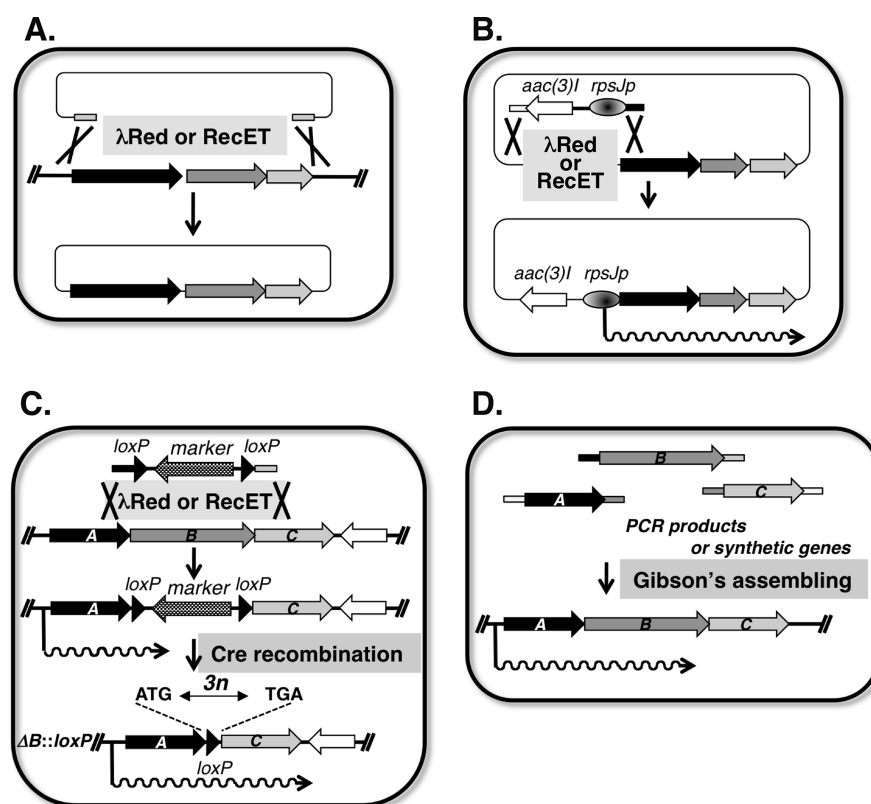 A.
λRed or RecET
B.
aac(3)I rpsJp
λRed
or
RecET
aac(3)I rpsJp
C.
loxP marker loxP
λRed or RecET
A B C
loxP marker loxP
A C
Cre recombination
3n
ATG TGA
ΔB::loxP A C
loxP
D.
B
A C
PCR products
or synthetic genes
Gibson's assembling
A B C